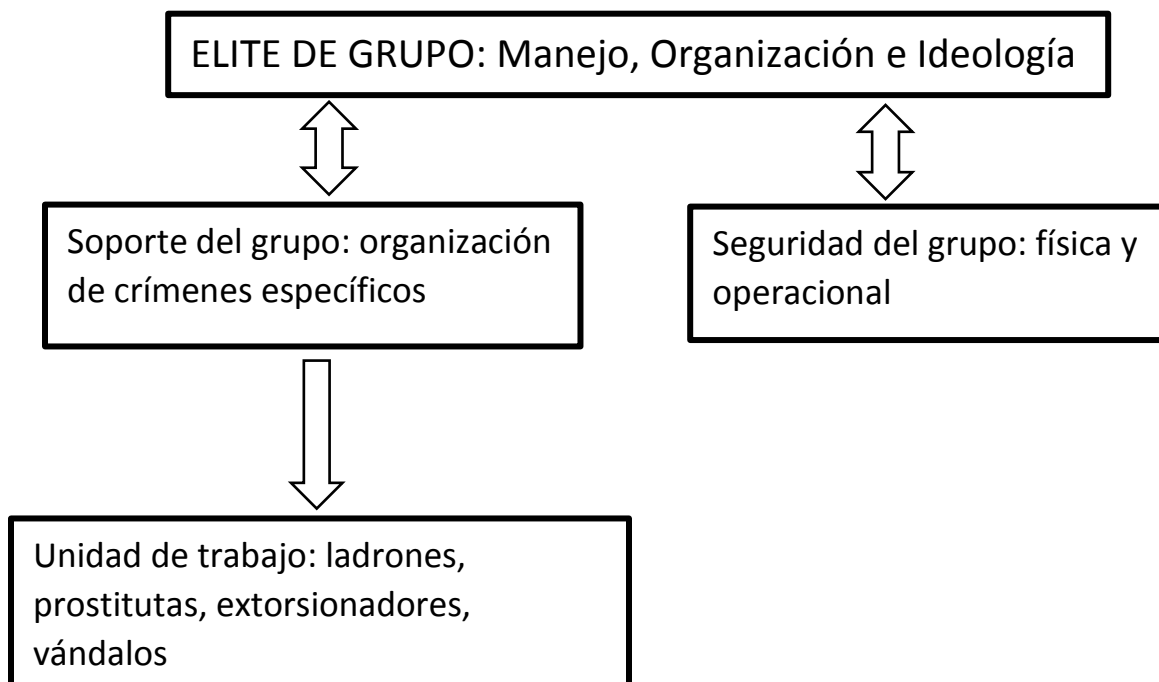 ELITE DE GRUPO: Manejo, Organización e Ideología
Soporte del grupo: organización
de crímenes específicos
Seguridad del grupo: física y
operacional
Unidad de trabajo: ladrones,
prostitutas, extorsionadores,
vándalos